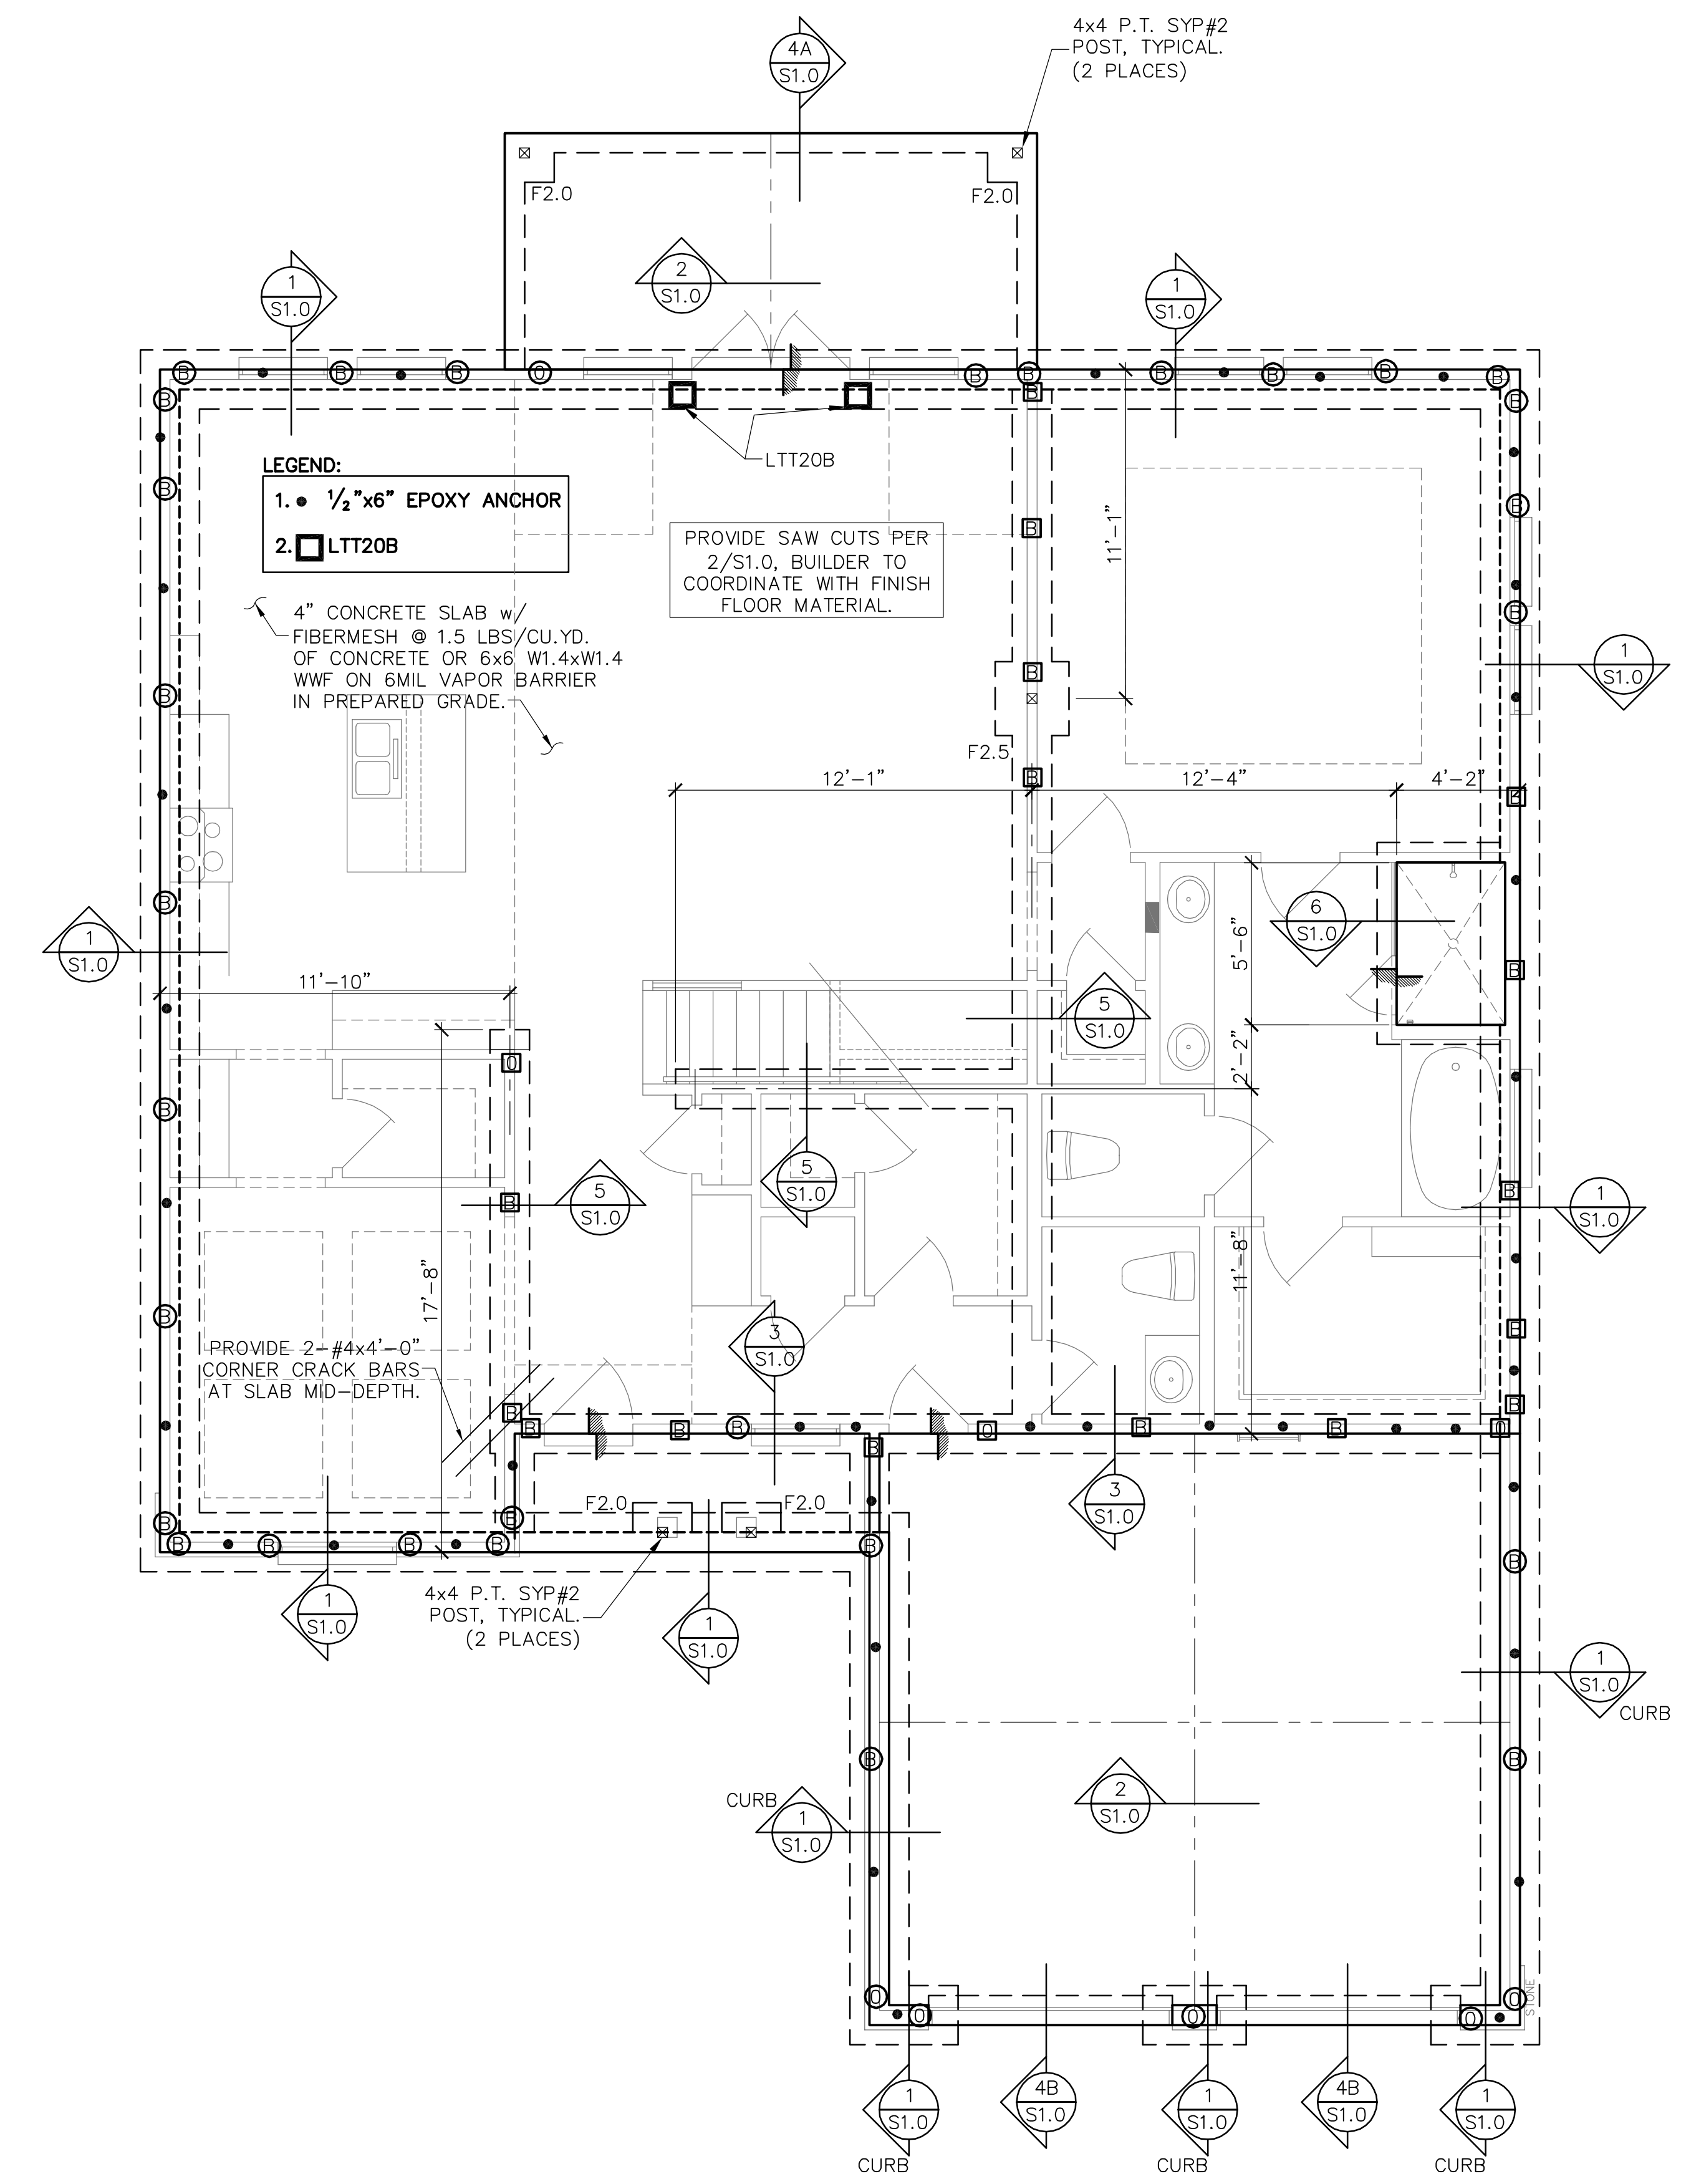 4A
S1.0
4x4 P.T. SYP#2
POST, TYPICAL.
(2 PLACES)
F2.0
F2.0
2
S1.0
1
S1.0
1
S1.0
B
B
B
O
B
B
B
B
B
B
B
B
B
B
B
LTT20B
LEGEND:
1. ● ½"x6" EPOXY ANCHOR
2. LTT20B
PROVIDE SAW CUTS PER
2/S1.0, BUILDER TO
COORDINATE WITH FINISH
FLOOR MATERIAL.
B
11'-1"
4" CONCRETE SLAB w/
FIBERMESH @ 1.5 LBS/CU.YD.
OF CONCRETE OR 6x6 W1.4xW1.4
WWF ON 6MIL VAPOR BARRIER
IN PREPARED GRADE.
B
1
S1.0
B
B
F2.5
B
12'-1"
12'-4"
4'-2"
B
B
1
S1.0
11'-10"
5'-6"
6
S1.0
B
5
S1.0
2'-2"
O
B
5
S1.0
5
S1.0
B
B
1
S1.0
17'-8"
11'-8"
B
B
3
S1.0
PROVIDE 2-#4x4'-0"
CORNER CRACK BARS
AT SLAB MID-DEPTH.
B
B
B
B
B
B
O
B
B
O
B
F2.0
F2.0
3
S1.0
B
B
B
B
B
B
B
B
4x4 P.T. SYP#2
POST, TYPICAL.
(2 PLACES)
1
S1.0
1
S1.0
1
S1.0
CURB
B
B
CURB
1
S1.0
2
S1.0
STONE
O
O
O
O
O
1
S1.0
CURB
4B
S1.0
1
S1.0
CURB
4B
S1.0
1
S1.0
CURB